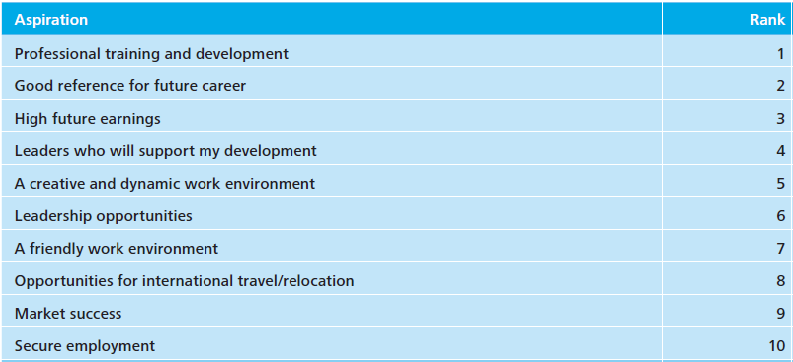 Aspiration Rank
Professional training and development 1
Good reference for future career 2
High future earnings 3
Leaders who will support my development 4
A creative and dynamic work environment 5
Leadership opportunities 6
A friendly work environment 7
Opportunities for international travel/relocation 8
Market success 9
Secure employment 10